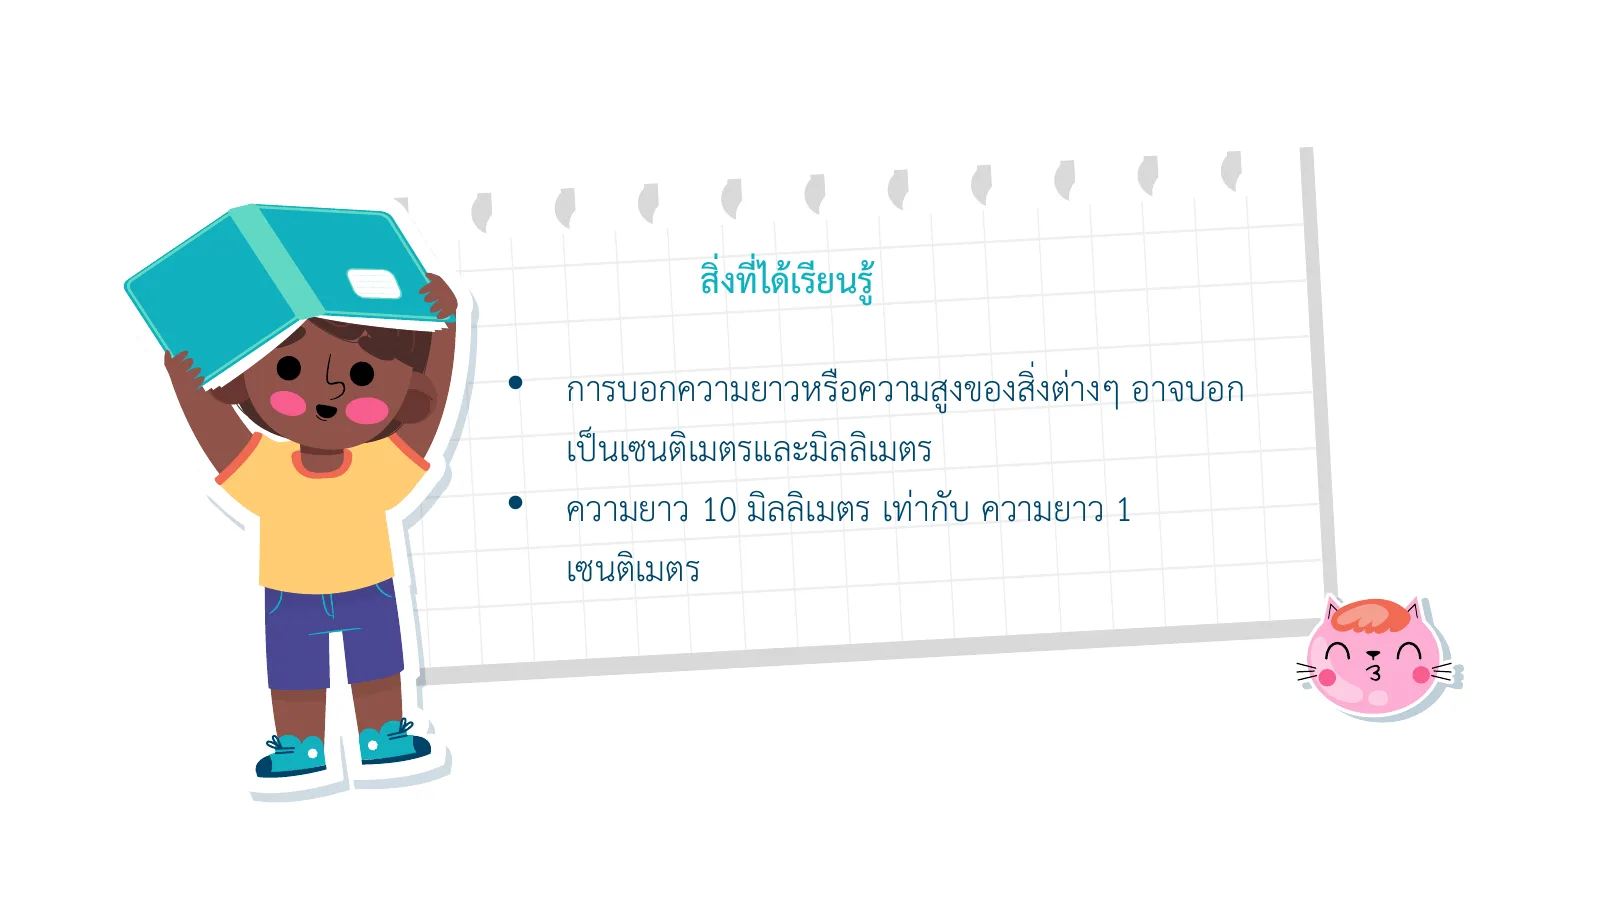 สิ่งที่ได้เรียนรู้
• การบอกความยาวหรือความสูงของสิ่งต่างๆ อาจบอก
เป็นเซนติเมตรและมิลลิเมตร
• ความยาว 10 มิลลิเมตร เท่ากับ ความยาว 1
เซนติเมตร